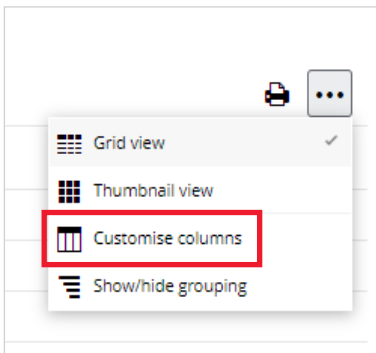 Grid view
Thumbnail view
Customise columns
Show/hide grouping